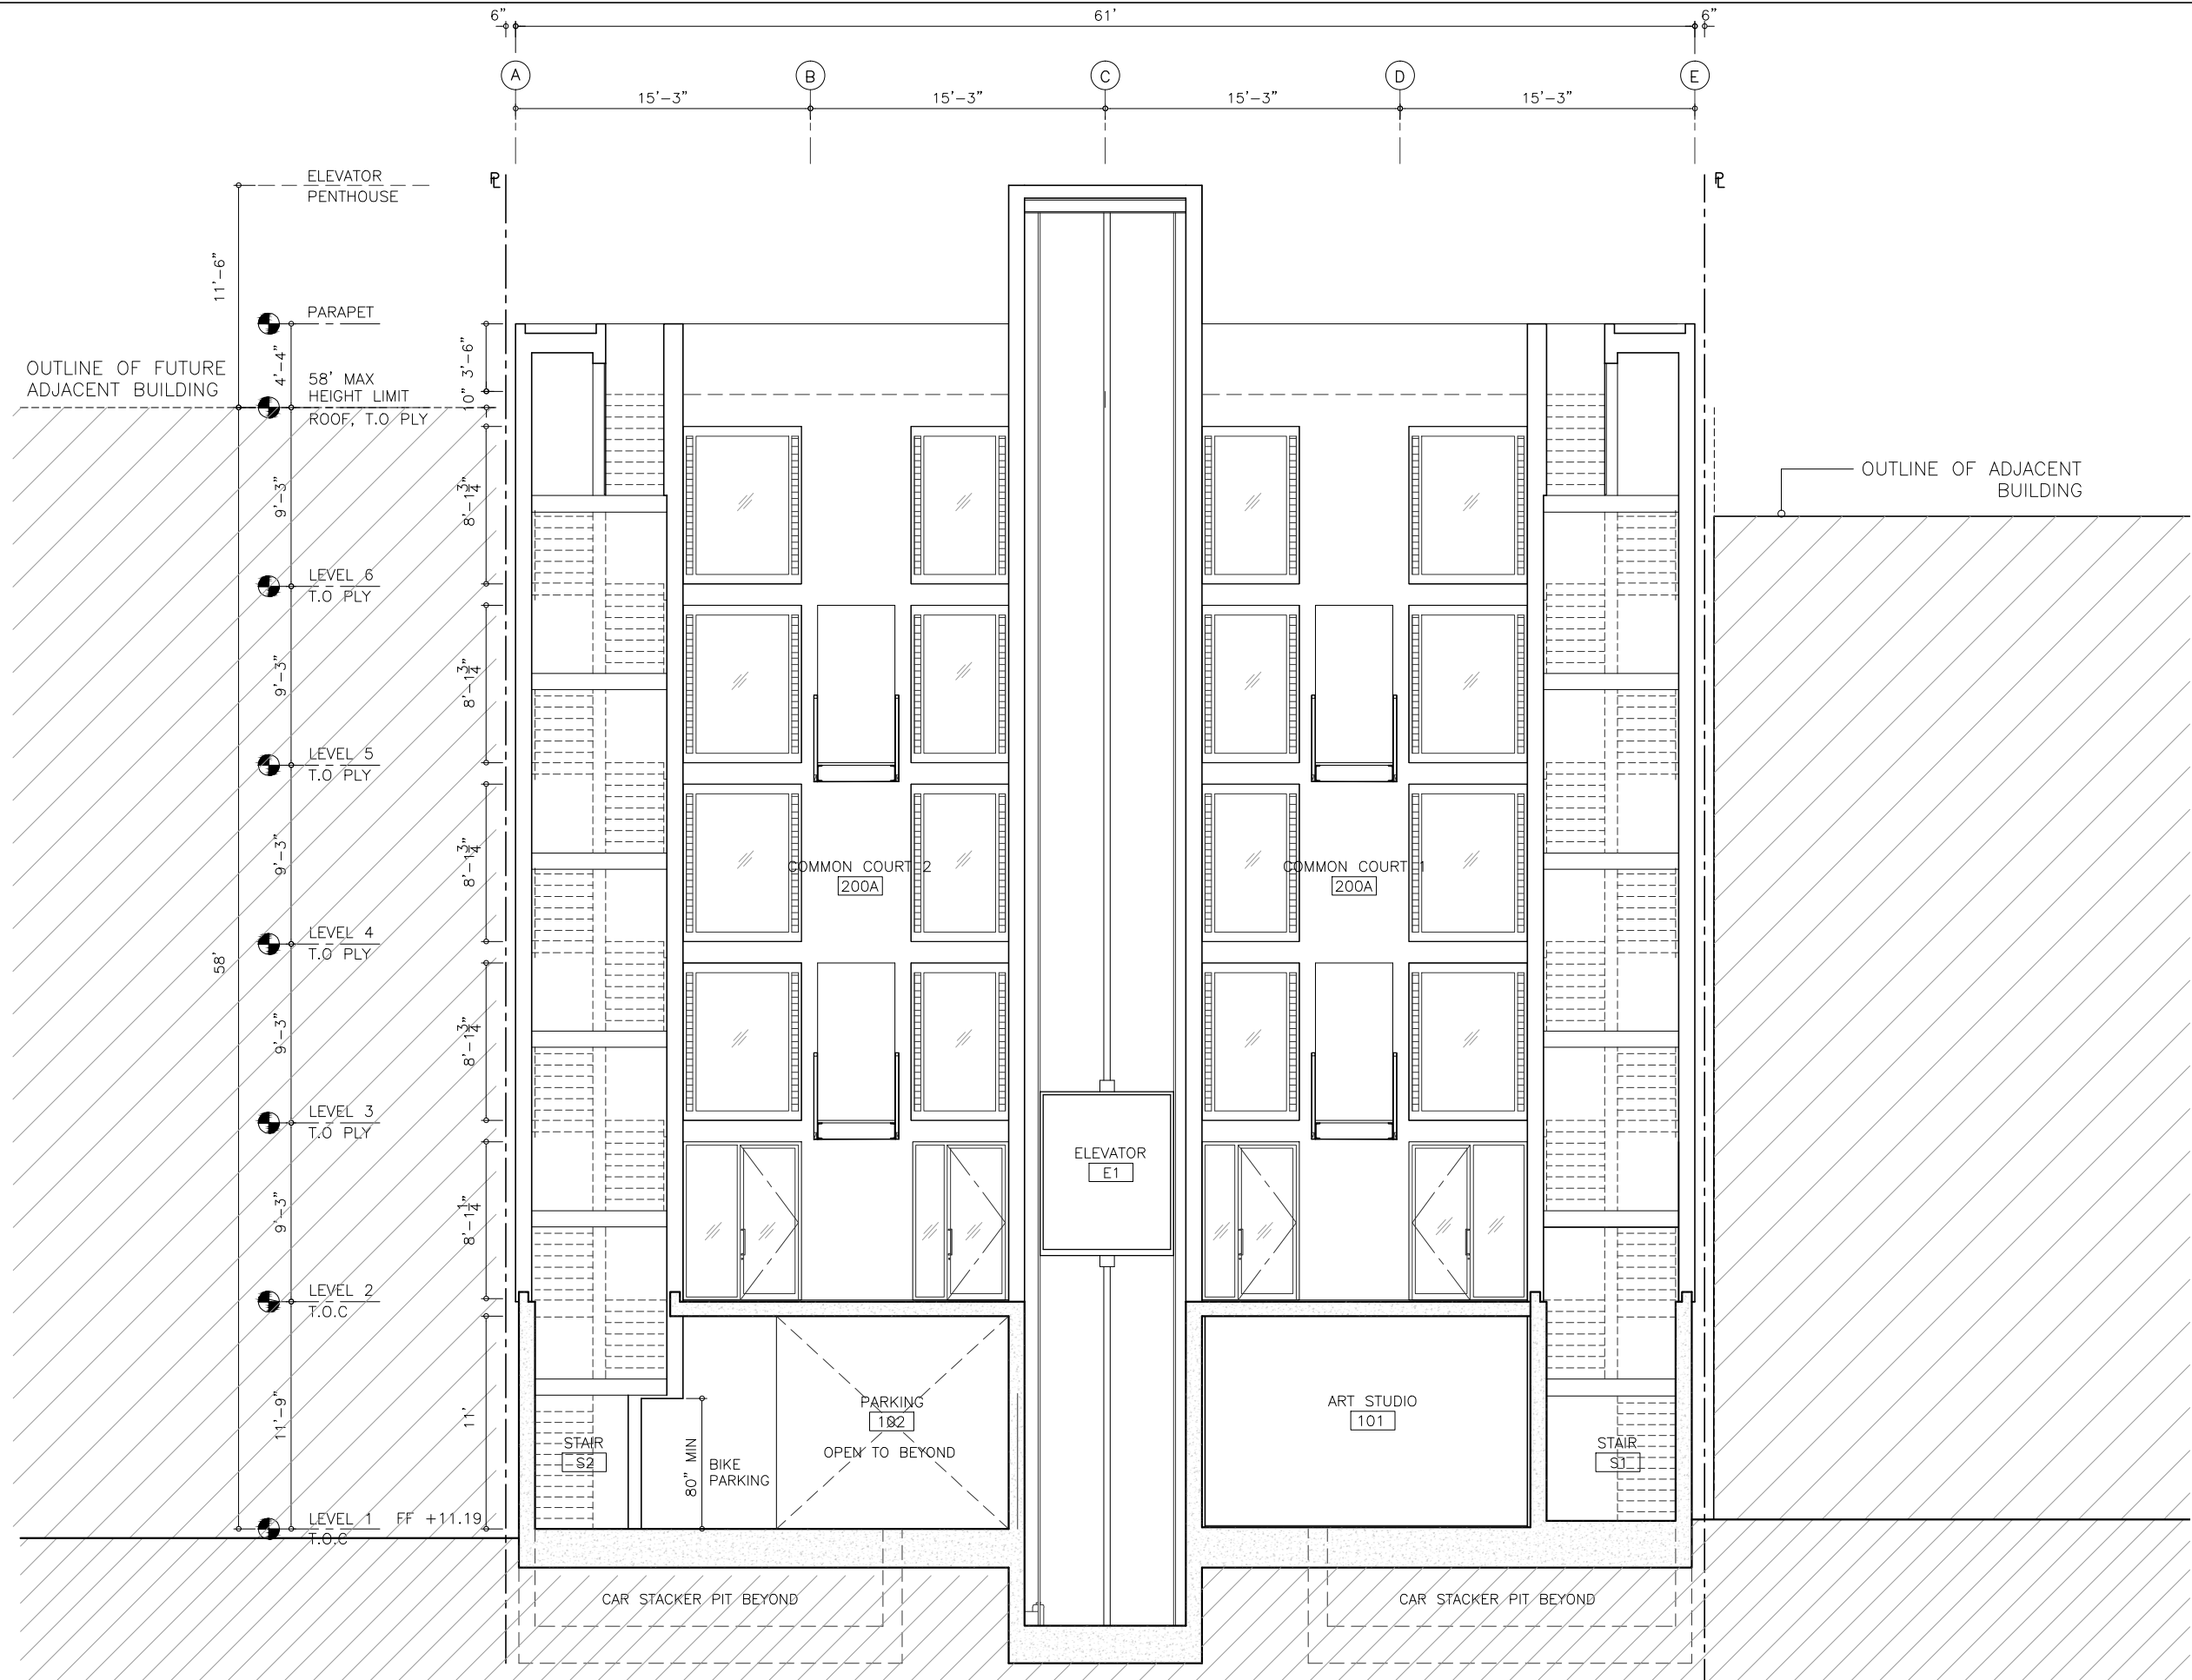 6" 61' 6"
A B C D E
15'-3" 15'-3" 15'-3" 15'-3"
ELEVATOR
PENTHOUSE
PL PL
11'-6"
PARAPET
OUTLINE OF FUTURE
ADJACENT BUILDING
4'-4"
3'-6"
10"
58' MAX
HEIGHT LIMIT
ROOF, T.O PLY
OUTLINE OF ADJACENT
BUILDING
9'-3"
8'-1 3/4"
LEVEL 6
T.O PLY
9'-3"
8'-1 3/4"
LEVEL 5
T.O PLY
9'-3"
8'-1 3/4"
COMMON COURT 2
200A
COMMON COURT 1
200A
LEVEL 4
T.O PLY
58'
9'-3"
8'-1 3/4"
LEVEL 3
T.O PLY
ELEVATOR
E1
9'-3"
8'-1 1/4"
LEVEL 2
T.O.C
11'-9"
11'
PARKING
102
OPEN TO BEYOND
ART STUDIO
101
STAIR
S2
80" MIN
BIKE
PARKING
STAIR
S1
LEVEL 1 FF +11.19
T.O.C
CAR STACKER PIT BEYOND
CAR STACKER PIT BEYOND